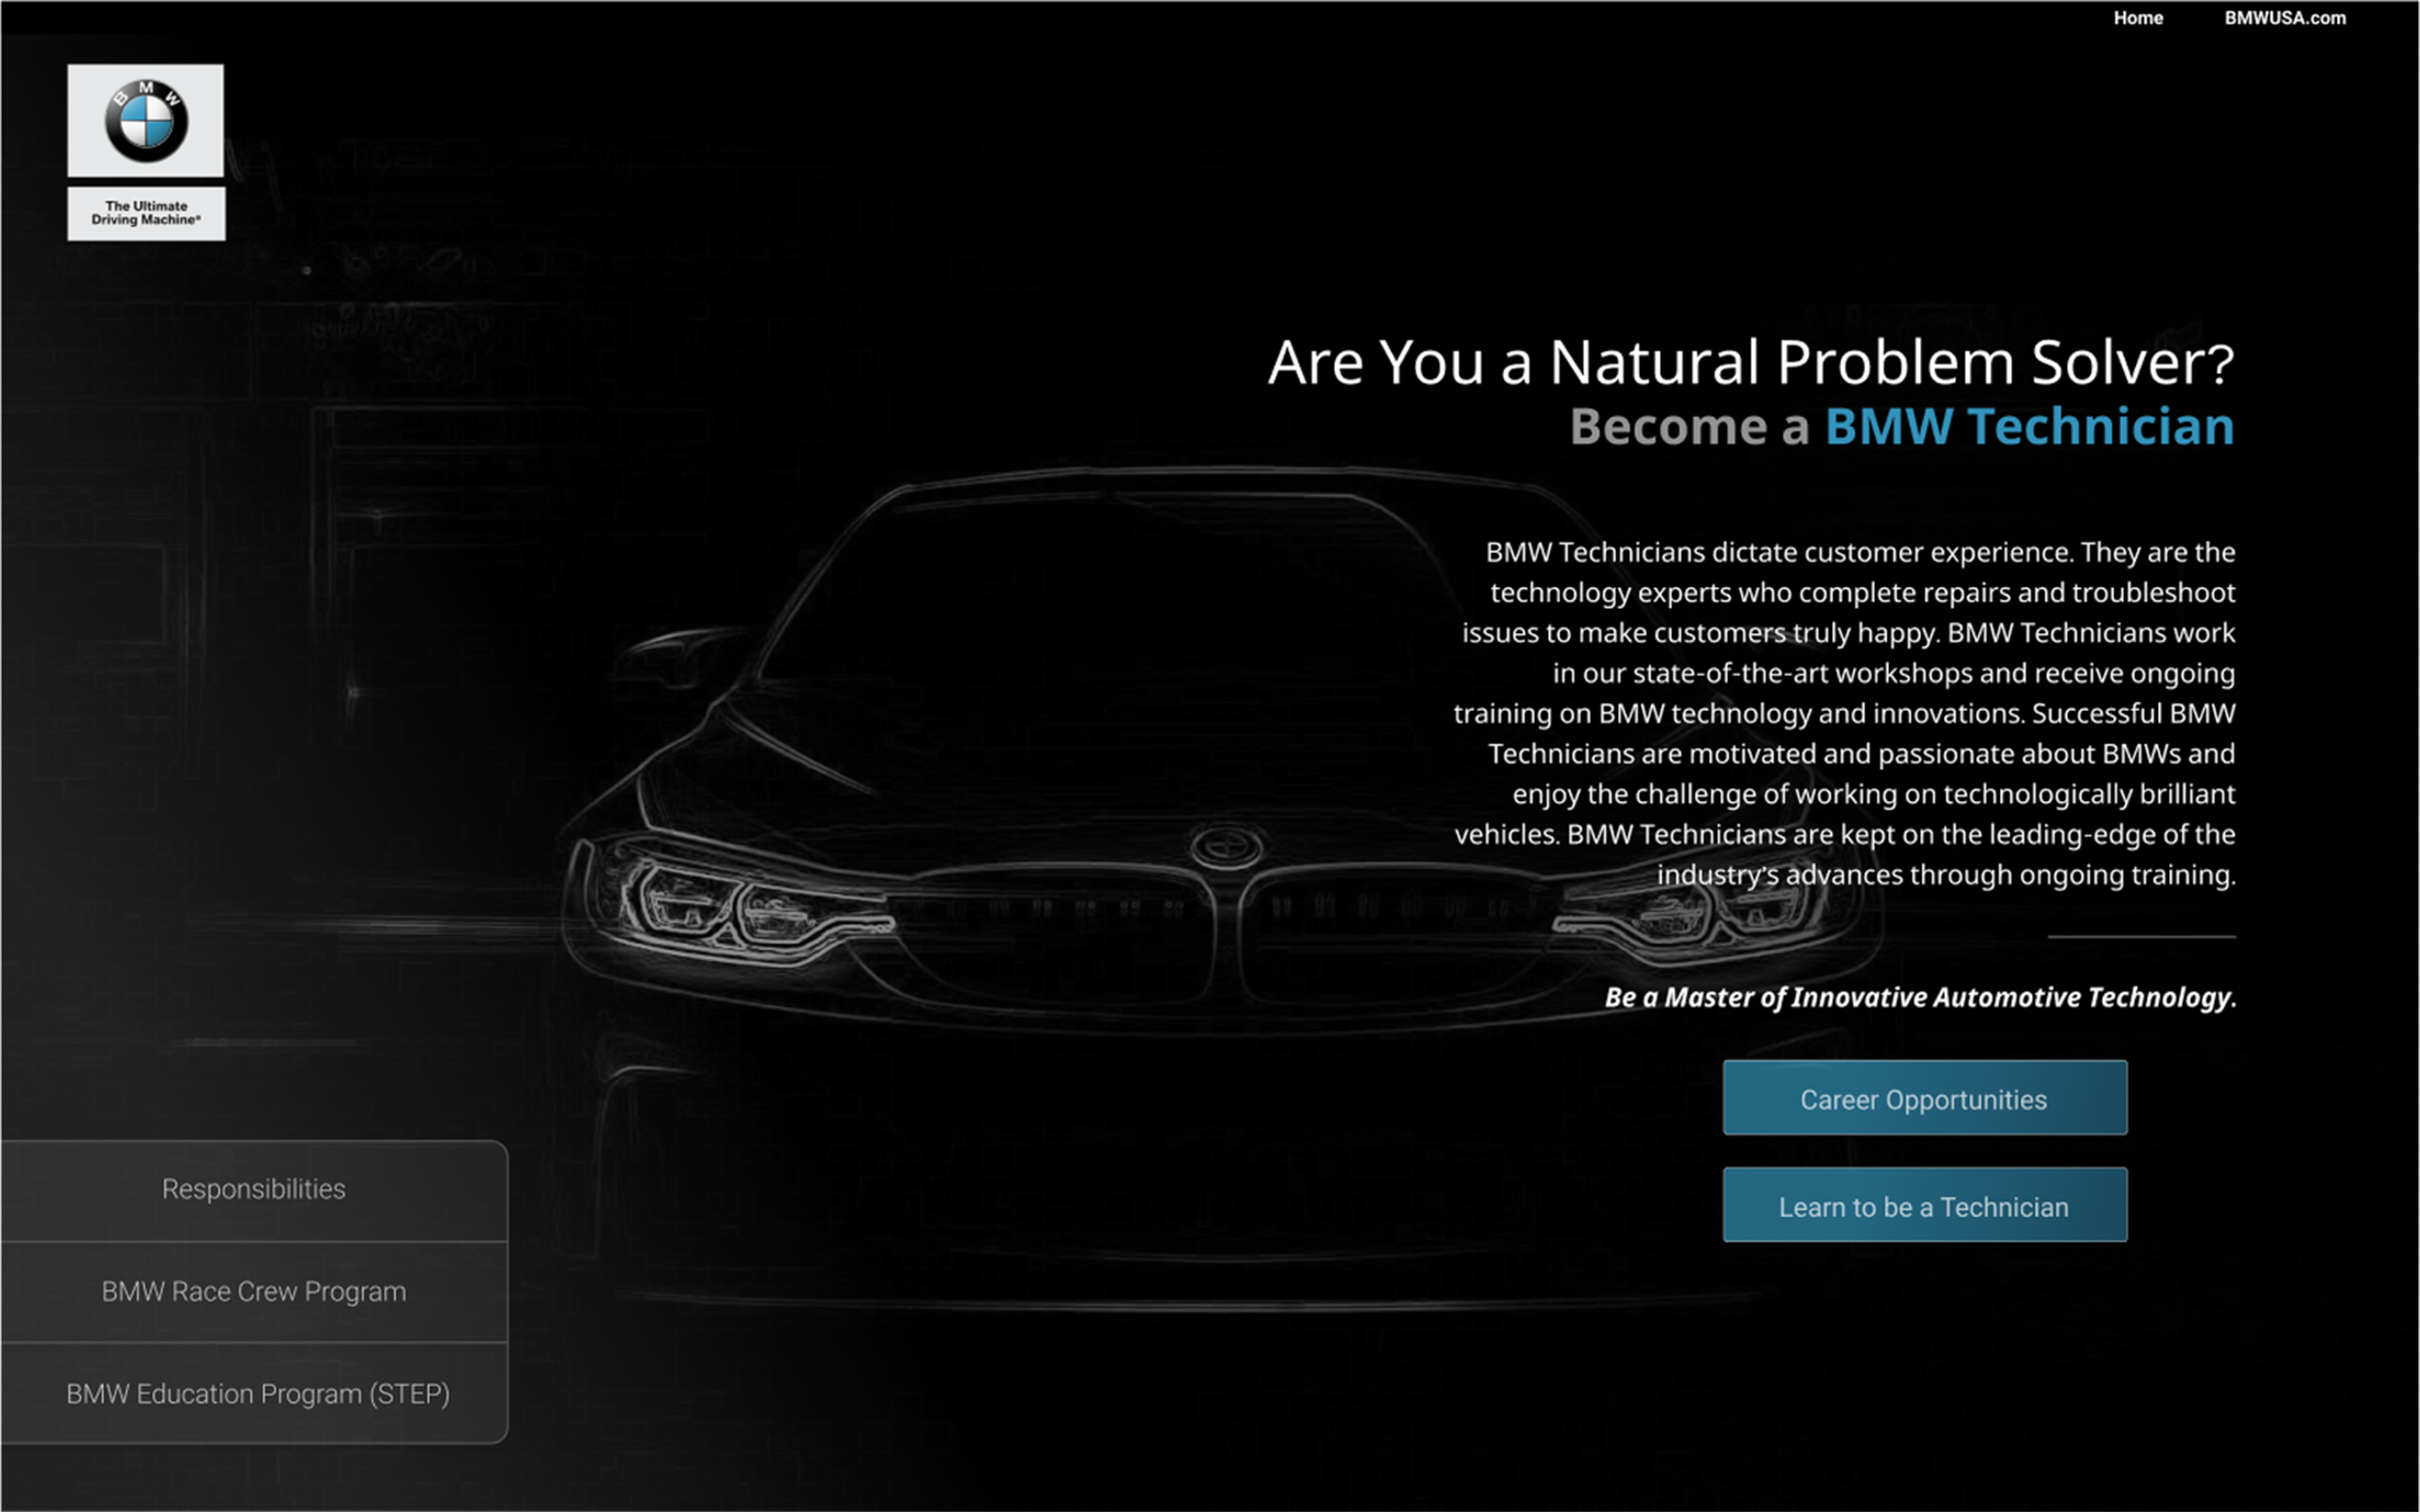 Home BMWUSA.com
BMW
The Ultimate
Driving Machine®
Are You a Natural Problem Solver?
Become a BMW Technician
BMW Technicians dictate customer experience. They are the
technology experts who complete repairs and troubleshoot
issues to make customers truly happy. BMW Technicians work
in our state-of-the-art workshops and receive ongoing
training on BMW technology and innovations. Successful BMW
Technicians are motivated and passionate about BMWs and
enjoy the challenge of working on technologically brilliant
vehicles. BMW Technicians are kept on the leading-edge of the
industry's advances through ongoing training.
Be a Master of Innovative Automotive Technology.
Career Opportunities
Learn to be a Technician
Responsibilities
BMW Race Crew Program
BMW Education Program (STEP)